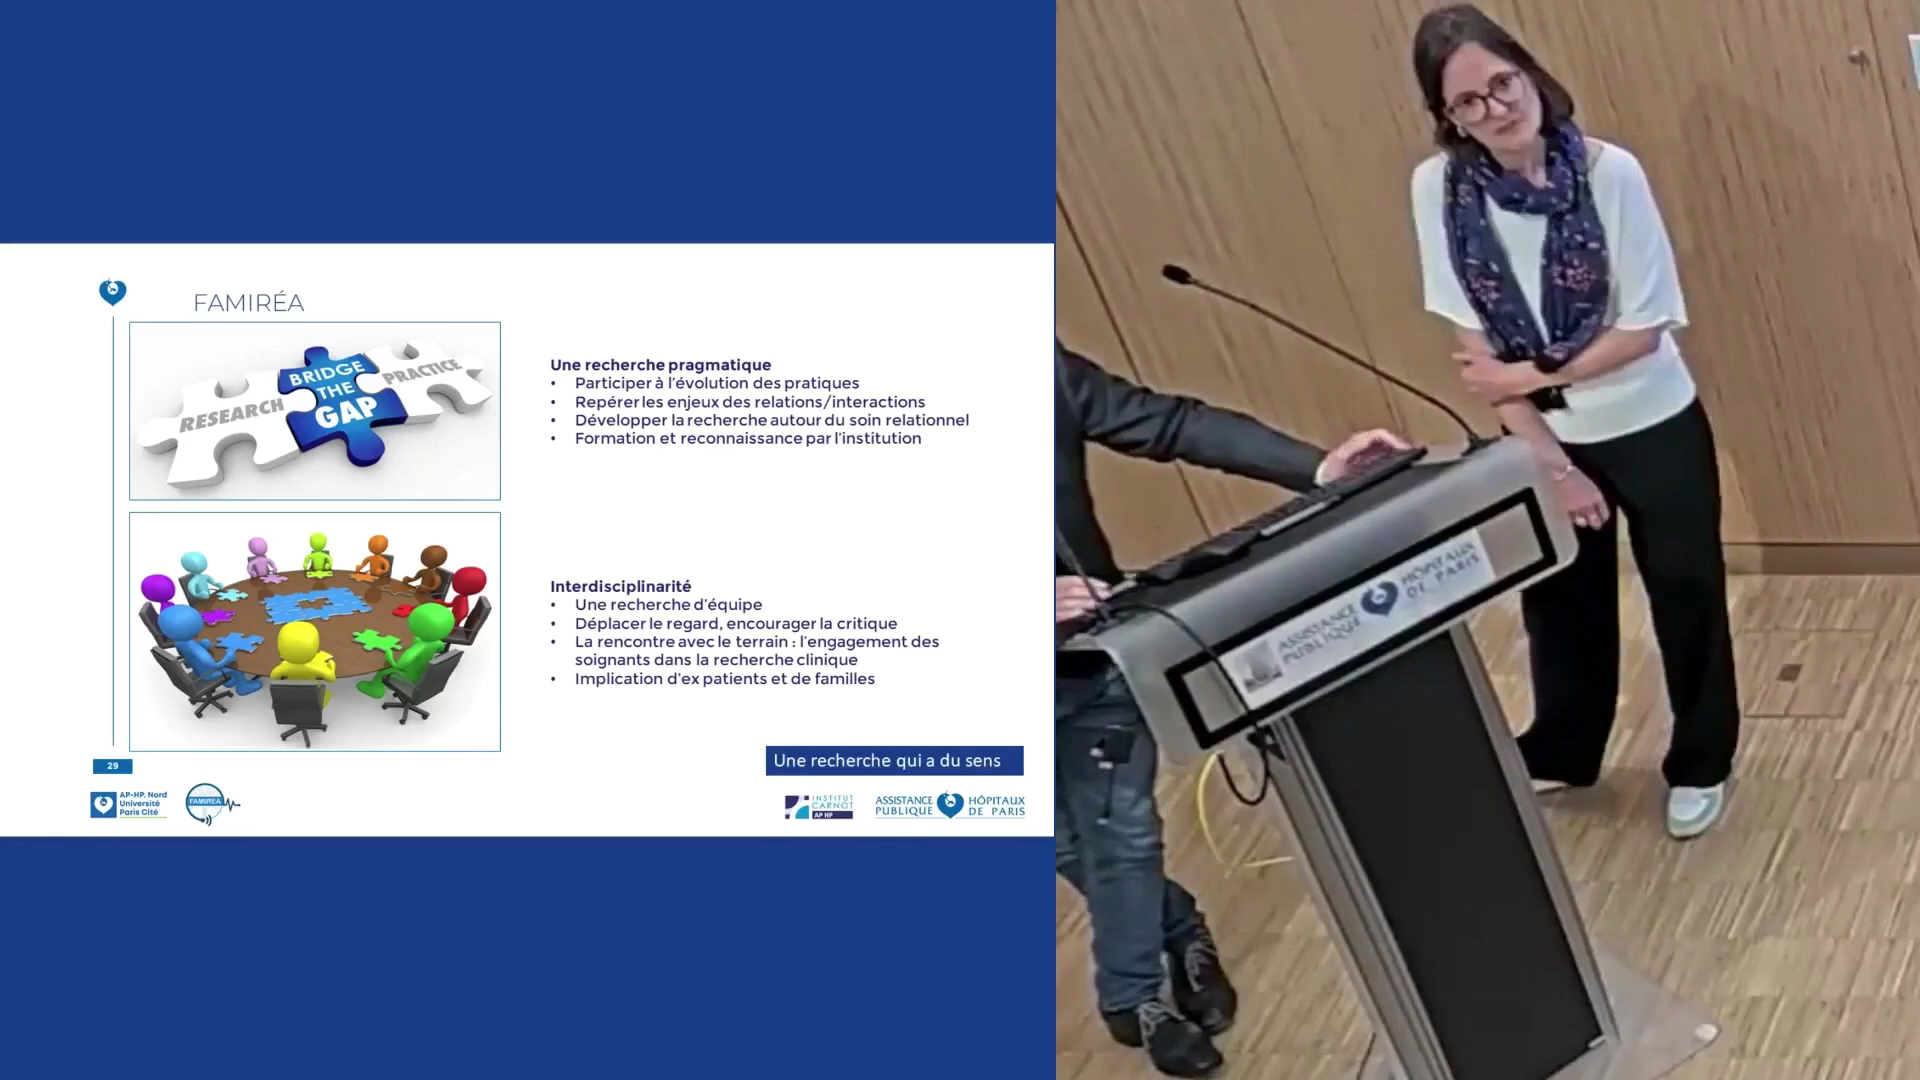 FAMIRÉA
RESEARCH
BRIDGE
THE
GAP
PRACTICE
Une recherche pragmatique
• Participer à l'évolution des pratiques
• Repérer les enjeux des relations/interactions
• Développer la recherche autour du soin relationnel
• Formation et reconnaissance par l'institution
Interdisciplinarité
• Une recherche d'équipe
• Déplacer le regard, encourager la critique
• La rencontre avec le terrain : l'engagement des
soignants dans la recherche clinique
• Implication d'ex patients et de familles
Une recherche qui a du sens
29
AP-HP. Nord
Université
Paris Cité
FAMIREA
INSTITUT
CARNOT
AP HP
ASSISTANCE
PUBLIQUE
HÔPITAUX
DE PARIS
ASSISTANCE
PUBLIQUE
HÔPITAUX
DE PARIS